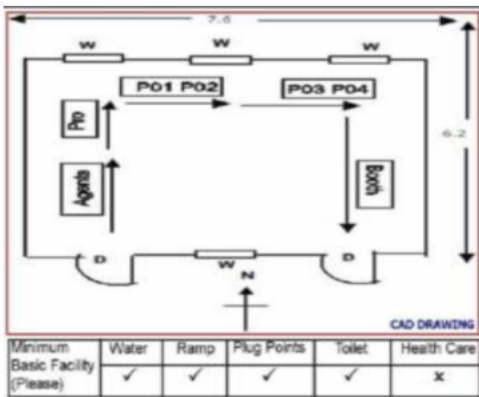 7.6
W W W
P01 P02 P03 P04
Pro
6.2
Agents
Booth
D W D
N
CAD DRAWING
Minimum Basic Facility (Please) Water Ramp Plug Points Toilet Health Care
✓ ✓ ✓ ✓ x